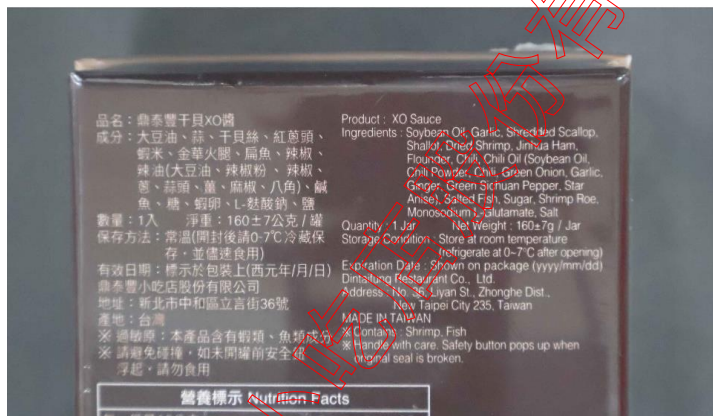 品名：鼎泰豐干貝XO醬
成分：大豆油、蒜、干貝絲、紅蔥頭、
蝦米、金華火腿、扁魚、辣椒、
辣油(大豆油、辣椒粉、辣椒、
蔥、蒜頭、薑、麻椒、八角)、鹹
魚、糖、蝦卵、L-麩酸鈉、鹽
數量：1入 淨重：160±7公克/罐
保存方法：常溫(開封後請0-7℃冷藏保
存，並儘速食用)
有效日期：標示於包裝上(西元年/月/日)
鼎泰豐小吃店股份有限公司
地址：新北市中和區立言街36號
產地：台灣
※ 過敏原：本產品含有蝦類、魚類成分
※ 請避免碰撞，如未開罐前安全鈕
浮起，請勿食用
Product : XO Sauce
Ingredients : Soybean Oil, Garlic, Shredded Scallop,
Shallot, Dried Shrimp, Jinhua Ham,
Flounder, Chili, Chili Oil (Soybean Oil,
Chili Powder, Chili, Green Onion, Garlic,
Ginger, Green Sichuan Pepper, Star
Anise), Salted Fish, Sugar, Shrimp Roe,
Monosodium L-Glutamate, Salt
Quantity : 1 Jar Net Weight : 160±7g / Jar
Storage Condition : Store at room temperature
(refrigerate at 0~7°C after opening)
Expiration Date : Shown on package (yyyy/mm/dd)
Dintaifung Restaurant Co., Ltd.
Address : No. 36, Liyan St., Zhonghe Dist.,
New Taipei City 235, Taiwan
MADE IN TAIWAN
※ Contains : Shrimp, Fish
※ Handle with care. Safety button pops up when
original seal is broken.
營養標示 Nutrition Facts